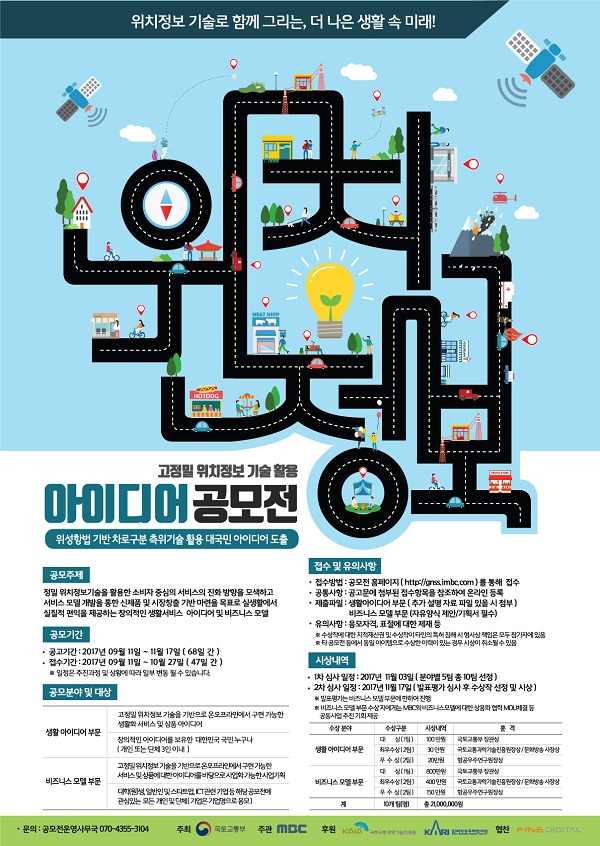 위치정보 기술로 함께 그리는, 더 나은 생활 속 미래!
MEAT SHOP
HOTDOG
고정밀 위치정보 기술 활용
아이디어 공모전
위성항법 기반 차로구분 측위기술 활용 대국민 아이디어 도출
공모주제
정밀 위치정보기술을 활용한 소비자 중심의 서비스의 진화 방향을 모색하고
서비스 모델 개발을 통한 신제품 및 시장창출 기반 마련을 목표로 실생활에서
실질적 편익을 제공하는 창의적인 생활서비스 아이디어 및 비즈니스 모델
공모기간
• 공고기간 : 2017년 09월 11일 ~ 11월 17일 ( 68일 간 )
• 접수기간 : 2017년 09월 11일 ~ 10월 27일 ( 47일 간 )
※ 일정은 추진과정 및 상황에 따라 일부 변동 될 수 있습니다.
공모분야 및 대상
생활 아이디어 부문
고정밀 위치정보 기술을 기반으로 온오프라인에서 구현 가능한
생활화 서비스 및 상품 아이디어
창의적인 아이디어를 보유한 대한민국 국민 누구나
( 개인 또는 단체 3인 이내 )
비즈니스 모델 부문
고정밀 위치정보 기술을 기반으로 온오프라인에서 구현 가능한
서비스 및 상품에 대한 아이디어를 바탕으로 사업화 가능한 사업기획
대학(원)생, 일반인 및 스타트업, ICT관련 기업 등 해당 공모전에
관심있는 모든 개인 및 단체 ( 기업은 기업명으로 응모 )
접수 및 유의사항
• 접수방법 : 공모전 홈페이지 ( http://gnss.imbc.com ) 를 통해 접수
• 공통사항 : 공고문에 첨부된 접수항목을 참조하여 온라인 등록
• 제출파일 : 생활아이디어 부문 ( 추가 설명 자료 파일 있을 시 첨부 )
비즈니스 모델 부문 (자유양식 제안/기획서 필수)
• 유의사항 : 응모자격, 표절에 대한 제재 등
※ 수상작에 대한 지적재산권 및 수상작이 타인의 특허 침해 시 형사상 책임은 모두 참가자에 있음
※ 타 공모전 등에서 동일 아이템으로 수상한 이력이 있는 경우 시상이 취소될 수 있음
시상내역
1차 심사 일정 : 2017년 11월 03일 ( 분야별 5팀 총 10팀 선정 )
2차 심사 일정 : 2017년 11월 17일 ( 발표평가 심사 후 수상작 선정 및 시상 )
※ 발표평가는 비즈니스 모델 부문에 한하여 진행
※ 비즈니스 모델 부문 수상 자에게는 MBC와 비즈니스모델에 대한 상용화 협력 MOU체결 등
공동사업 추진 기회 제공
수상 분야 수상구분 시상내역 훈 격
생활 아이디어 부문
대 상 ( 1팀 ) 100 만원 국토교통부 장관상
최우수상 ( 2팀 ) 30 만원 국토교통과학기술진흥원장상 / 문화방송 사장상
우 수 상 ( 2팀 ) 20만원 항공우주연구원장상
비즈니스 모델 부문
대 상 ( 1팀 ) 800만원 국토교통부 장관상
최우수상 ( 2팀 ) 400 만원 국토교통과학기술진흥원장상 / 문화방송 사장상
우 수 상 ( 2팀 ) 150 만원 항공우주연구원장상
계 10개 팀(명) 총 21,000,000원
• 문의 : 공모전운영사무국 070-4355-3104 주최 국토교통부 주관 MBC 후원 KAIA 국토교통과학기술진흥원 KARI 협찬 FINEDIGITAL